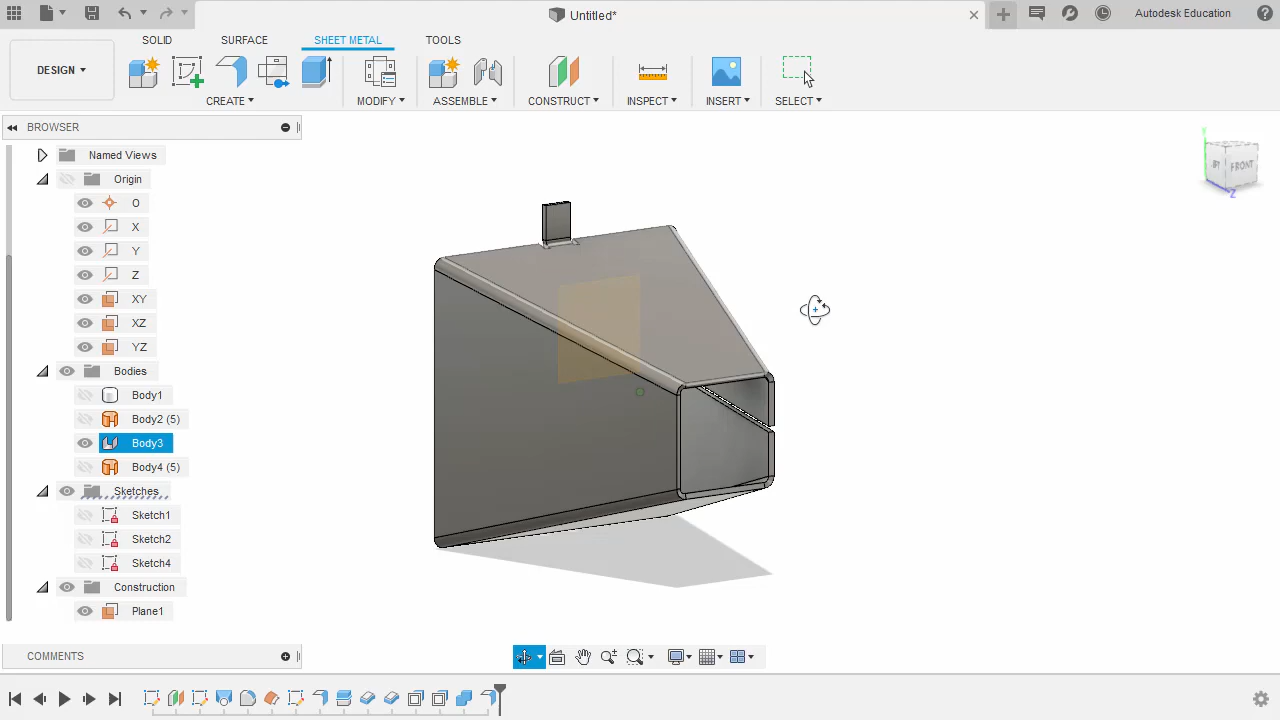 Untitled*
Autodesk Education
SOLID SURFACE SHEET METAL TOOLS
DESIGN
CREATE MODIFY ASSEMBLE CONSTRUCT INSPECT INSERT SELECT
BROWSER
Named Views
Origin
O
X
Y
Z
XY
XZ
YZ
Bodies
Body1
Body2 (5)
Body3
Body4 (5)
Sketches
Sketch1
Sketch2
Sketch4
Construction
Plane1
FRONT
Y
Z
COMMENTS